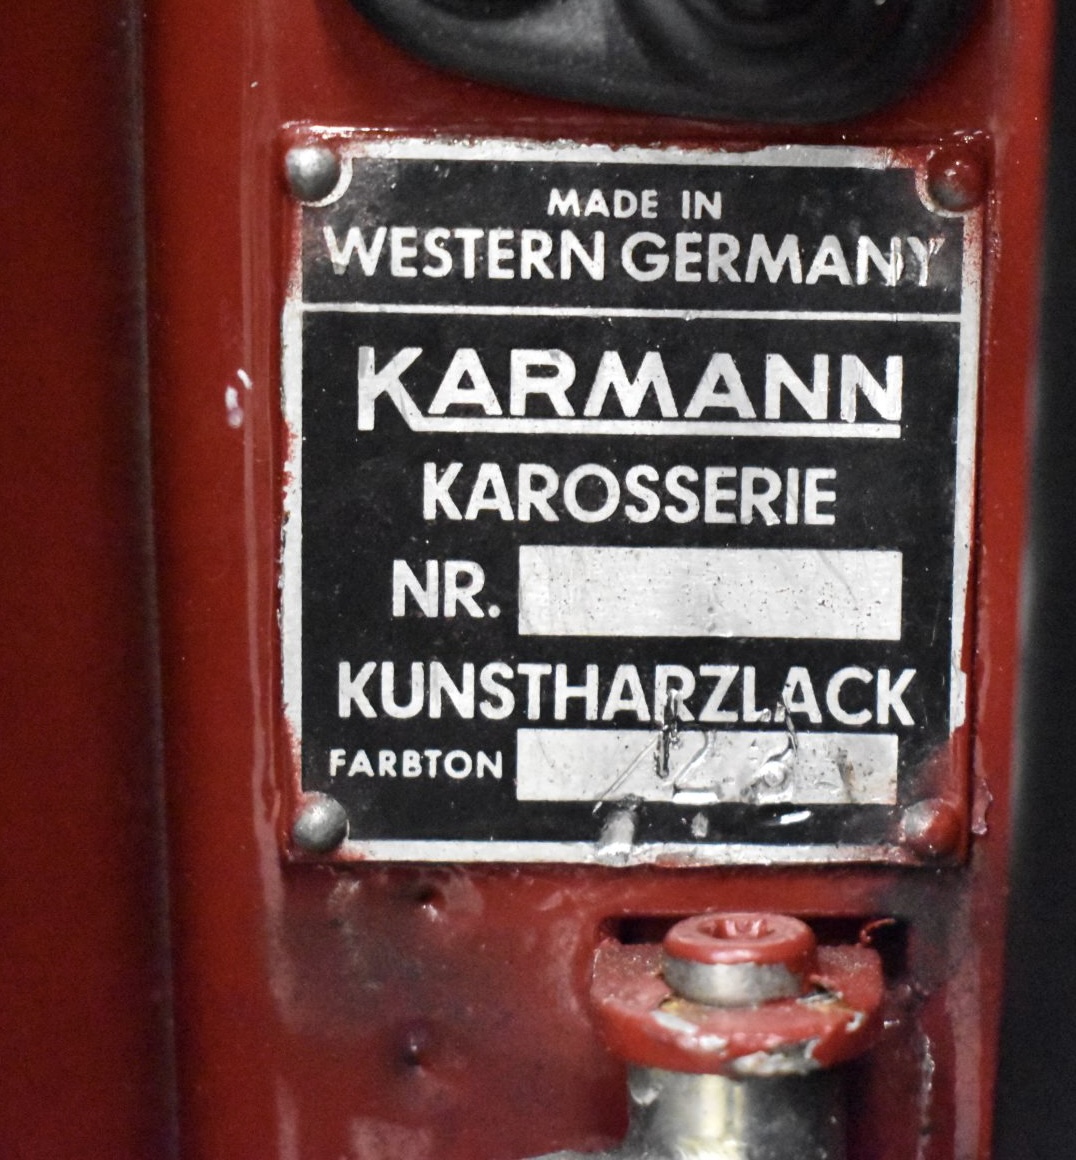 MADE IN
WESTERN GERMANY
KARMANN
KAROSSERIE
NR.
KUNSTHARZLACK
FARBTON